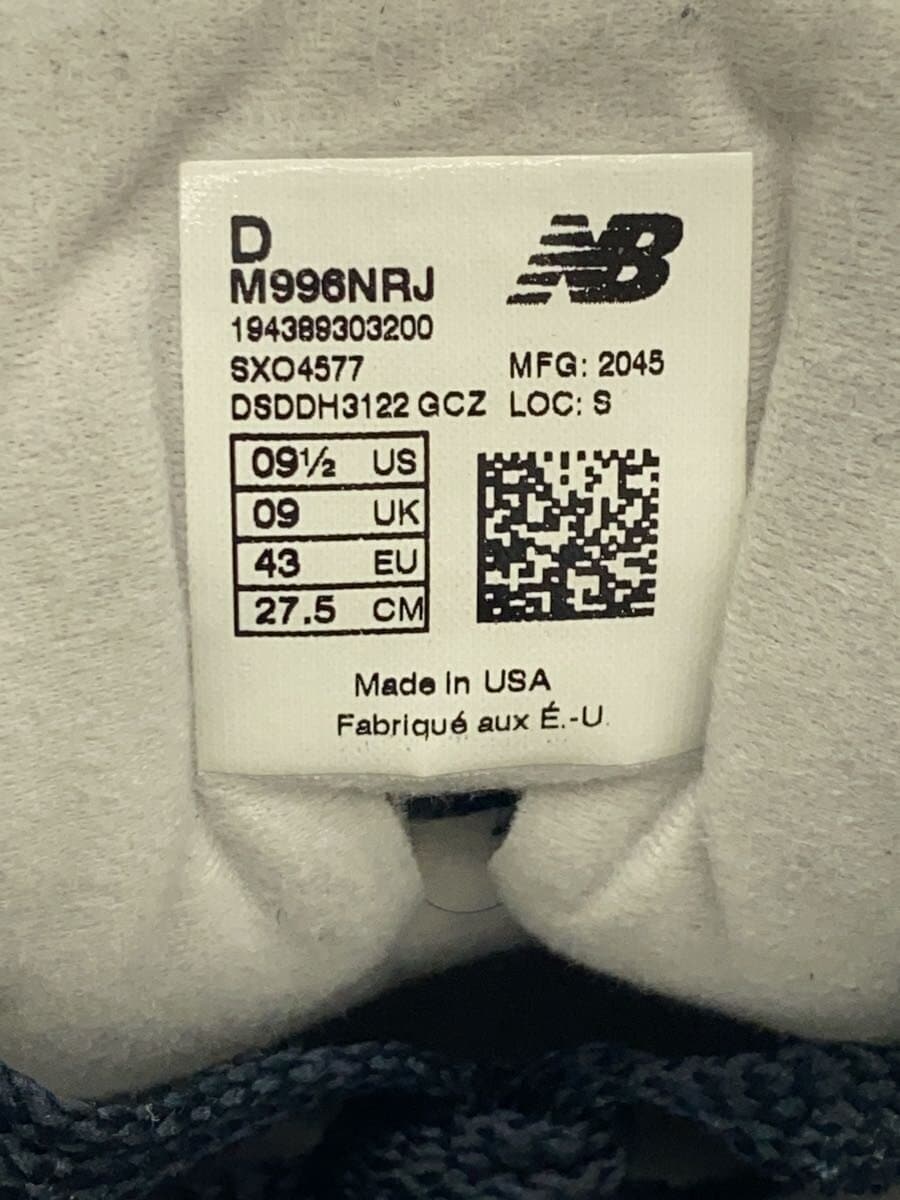 D
NB
M996NRJ
194389303200
SXO4577
MFG: 2045
DSDDH3122 GCZ
LOC: S
09½ US
09 UK
43 EU
27.5 CM
Made in USA
Fabriqué aux É.-U.